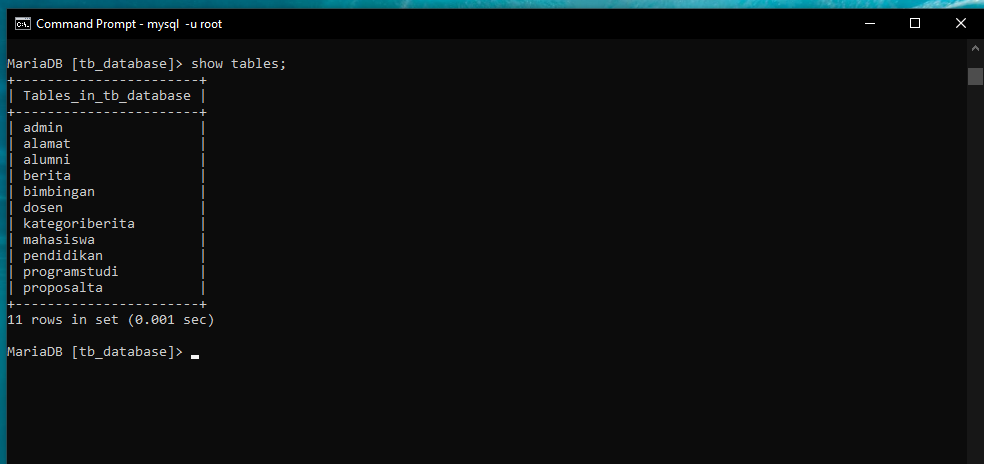 Command Prompt - mysql  -u root
MariaDB [tb_database]> show tables;
+-----------------------+
| Tables_in_tb_database |
+-----------------------+
| admin                 |
| alamat                |
| alumni                |
| berita                |
| bimbingan             |
| dosen                 |
| kategoriberita        |
| mahasiswa             |
| pendidikan            |
| programstudi          |
| proposalta            |
+-----------------------+
11 rows in set (0.001 sec)
MariaDB [tb_database]>